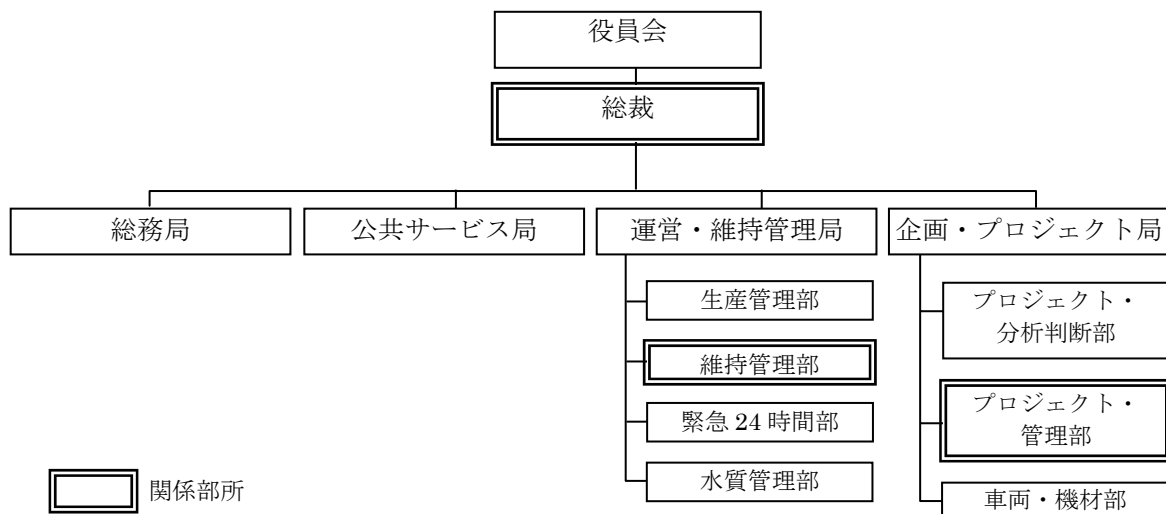 役員会
総裁
総務局
公共サービス局
運営・維持管理局
企画・プロジェクト局
生産管理部
維持管理部
緊急 24 時間部
水質管理部
プロジェクト・
分析判断部
プロジェクト・
管理部
車両・機材部
関係部所